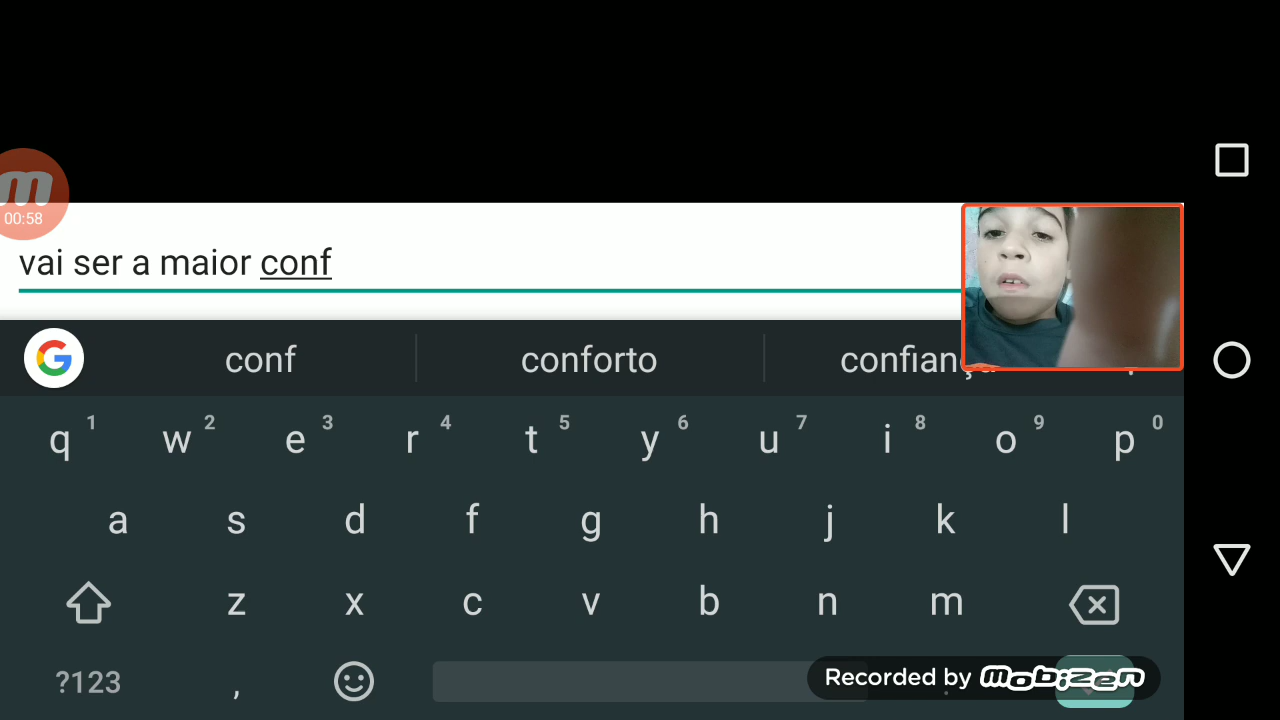 00:58
vai ser a maior conf
conf conforto
q 1 w 2 e 3 r 4 t 5 y 6 u 7 i 8 o 9 p 0
a s d f g h j k l
z x c v b n m
?123 ,
Recorded by mobizen